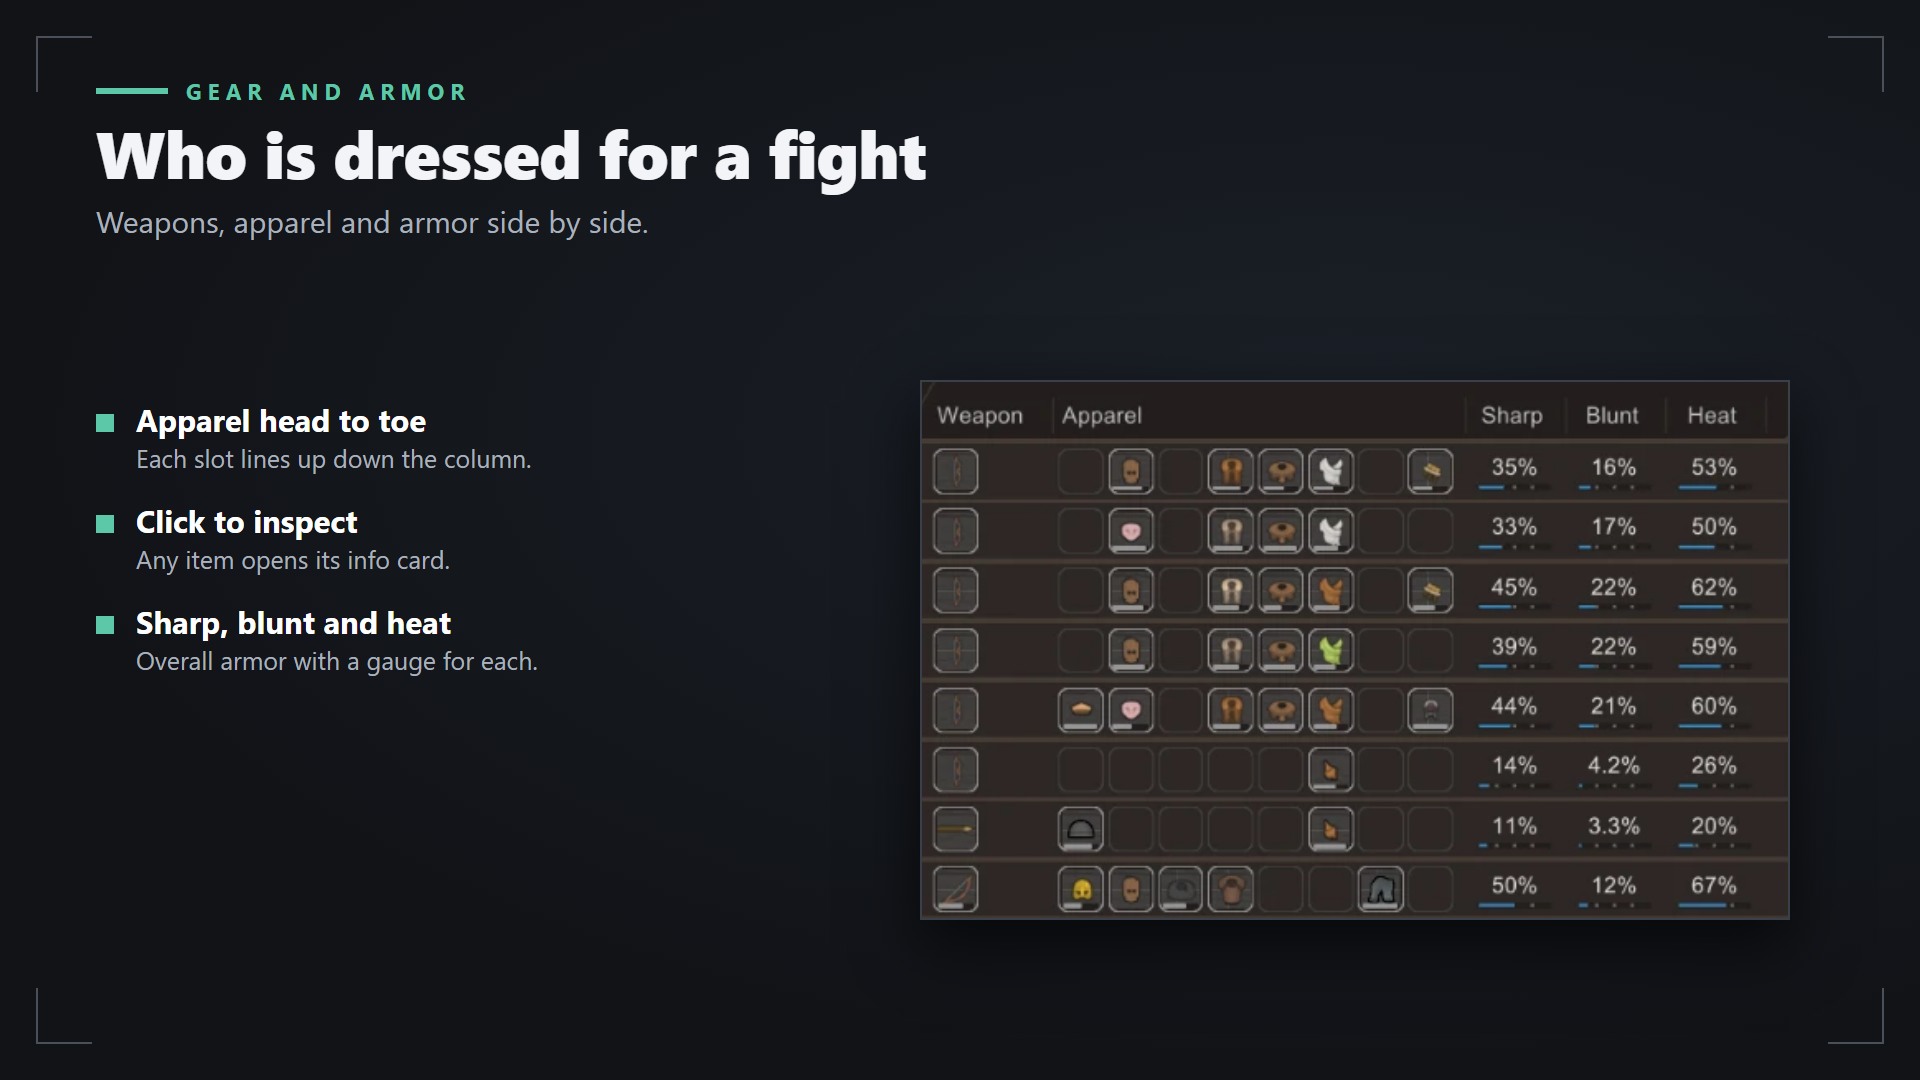 GEAR AND ARMOR
Who is dressed for a fight
Weapons, apparel and armor side by side.
Apparel head to toe
Each slot lines up down the column.
Click to inspect
Any item opens its info card.
Sharp, blunt and heat
Overall armor with a gauge for each.
Weapon Apparel Sharp Blunt Heat
35% 16% 53%
33% 17% 50%
45% 22% 62%
39% 22% 59%
44% 21% 60%
14% 4.2% 26%
11% 3.3% 20%
50% 12% 67%